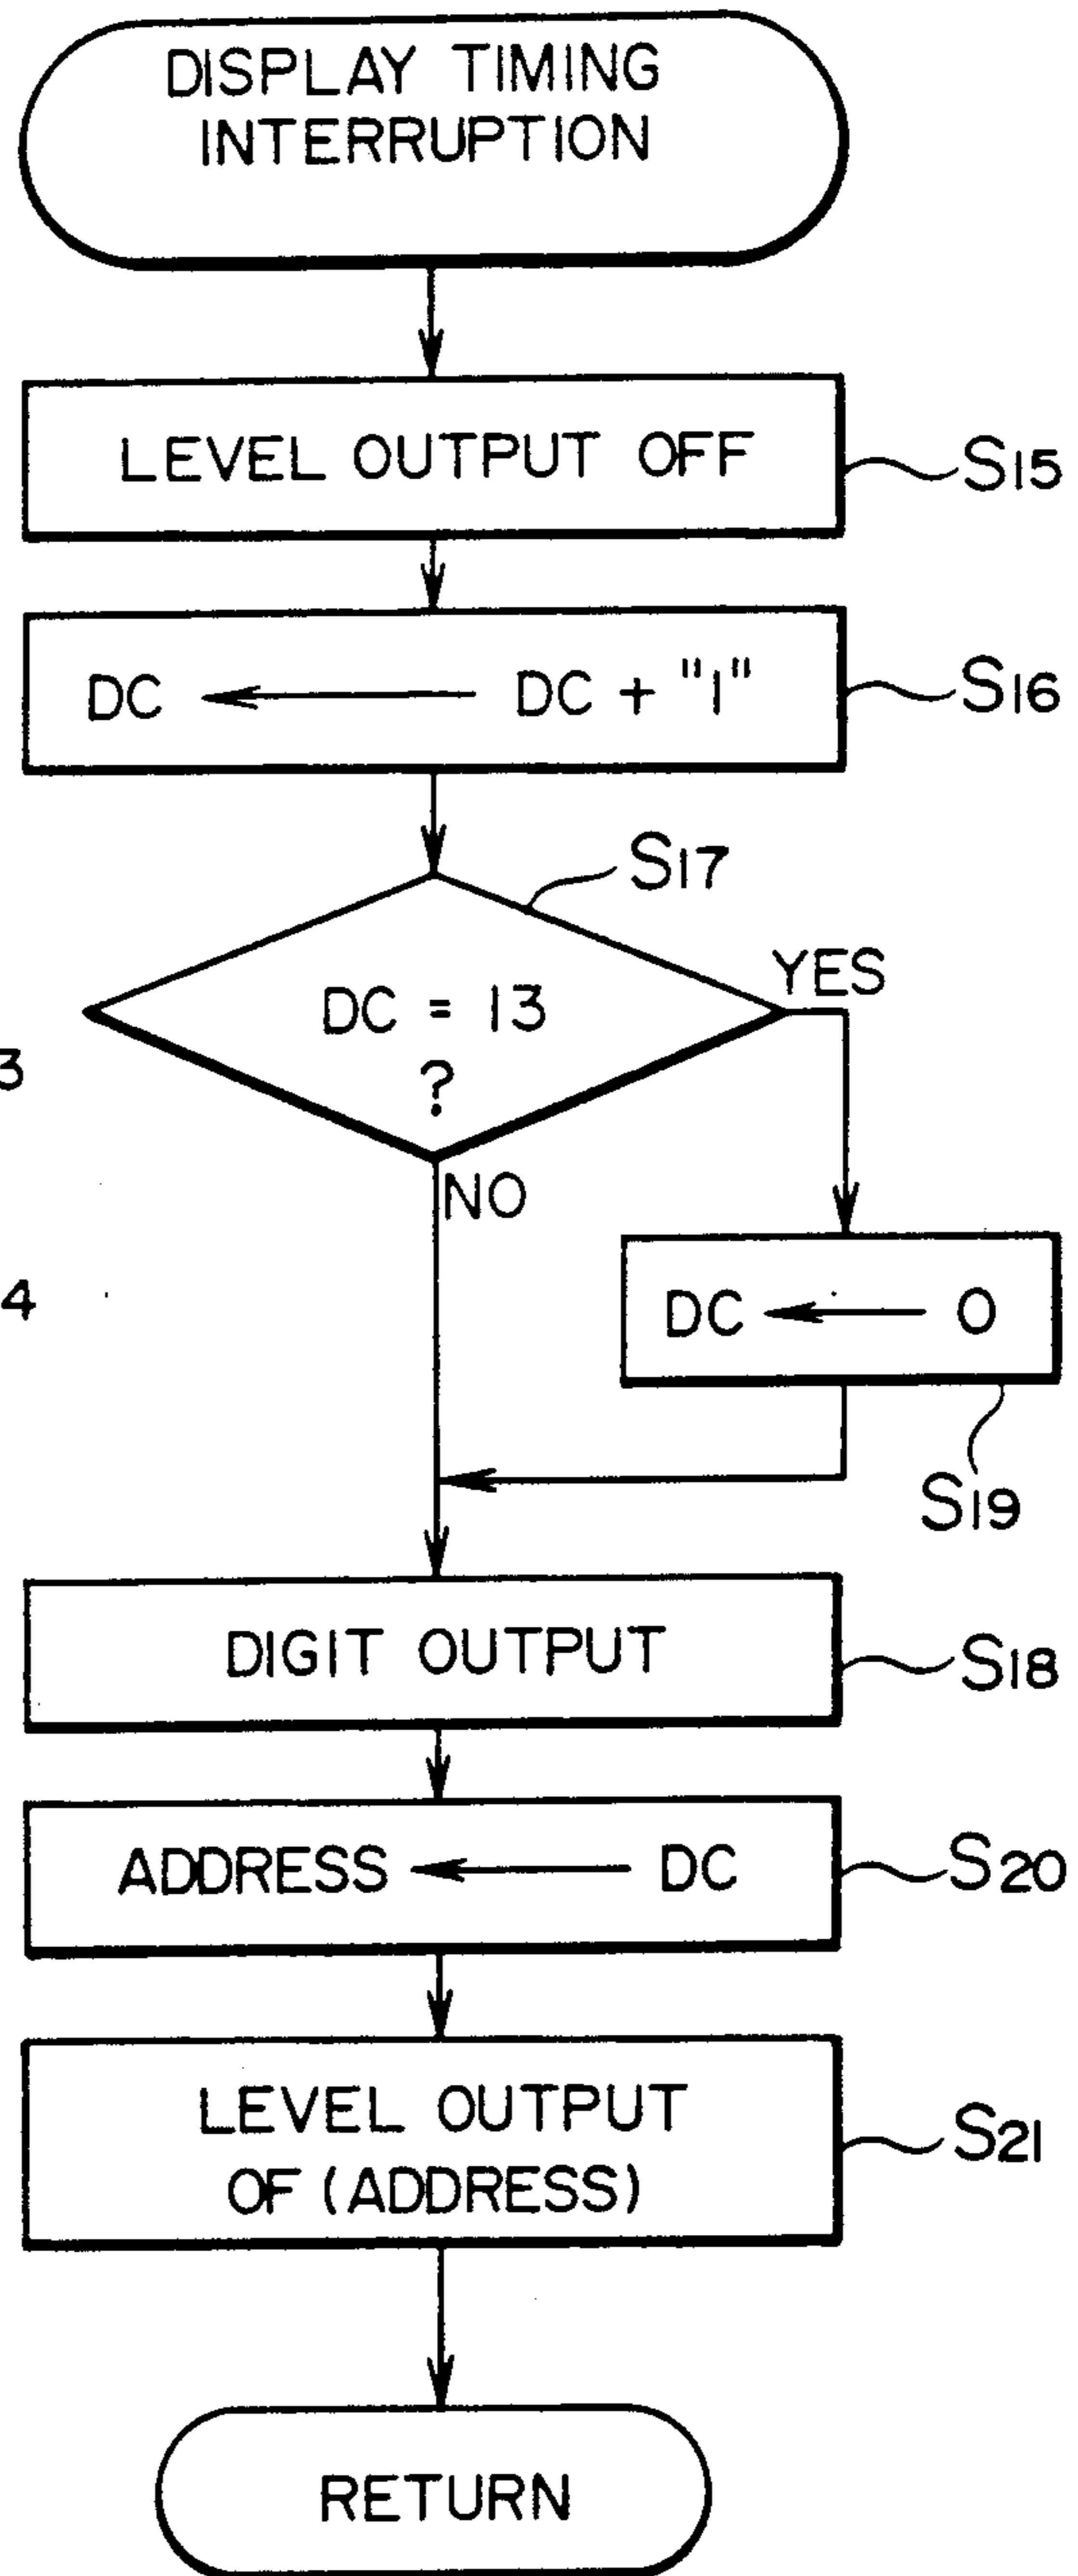 DISPLAY TIMING
INTERRUPTION
LEVEL OUTPUT OFF
S15
DC ← DC + "1"
S16
S17
DC = 13
?
YES
3
NO
4
DC ← 0
S19
DIGIT OUTPUT
S18
ADDRESS ← DC
S20
LEVEL OUTPUT
OF (ADDRESS)
S21
RETURN